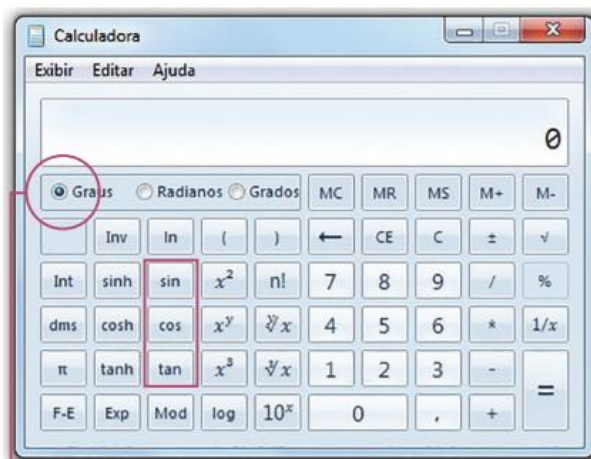 Calculadora
Exibir Editar Ajuda
0
Graus Radianos Grados MC MR MS M+ M-
Inv ln ( ) ← CE C ± √
Int sinh sin x² n! 7 8 9 / %
dms cosh cos xʸ ʸ√x 4 5 6 * 1/x
π tanh tan x³ ³√x 1 2 3 - =
F-E Exp Mod log 10ˣ 0 , +